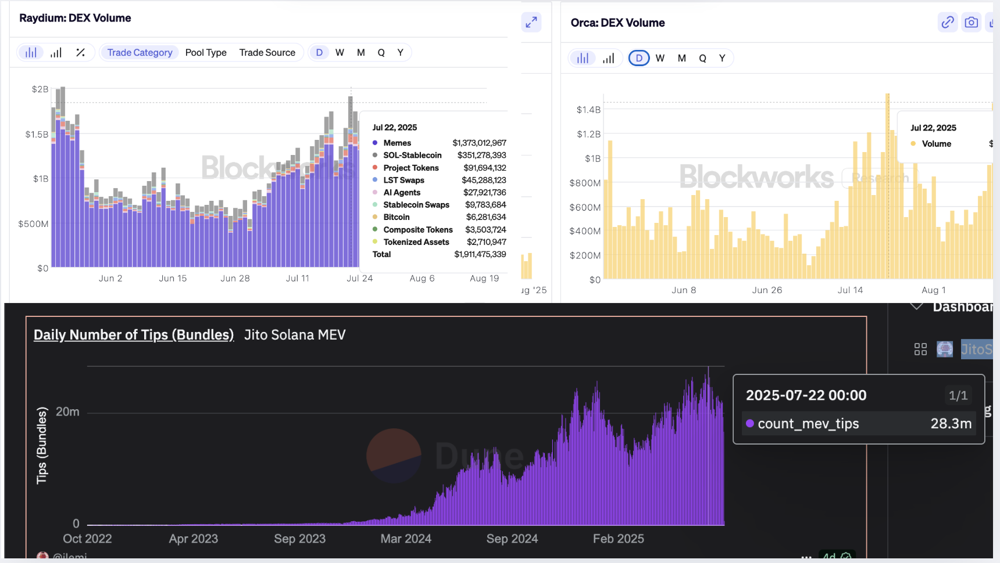 Raydium: DEX Volume
Trade Category Pool Type Trade Source D W M Q Y
$2B
$1.5B
$1B
$500M
$0
Blockworks
Jul 22, 2025
Memes $1,373,012,967
SOL-Stablecoin $351,278,393
Project Tokens $91,694,132
LST Swaps $45,288,123
AI Agents $27,921,736
Stablecoin Swaps $9,783,684
Bitcoin $6,281,634
Composite Tokens $3,503,724
Tokenized Assets $2,710,947
Total $1,911,475,339
Jun 2 Jun 15 Jun 28 Jul 11 Jul 24 Aug 6 Aug 19
ug '25
Orca: DEX Volume
D W M Q Y
$1.4B
$1.2B
$1B
$800M
$600M
$400M
$200M
$0
Blockworks Research
Jul 22, 2025
Volume $
Jun 8 Jun 26 Jul 14 Aug 1
Daily Number of Tips (Bundles) Jito Solana MEV
Tips (Bundles)
20m
0
Dune
Oct 2022 Apr 2023 Sep 2023 Mar 2024 Sep 2024 Feb 2025
@ilemi
4d
Dashboar
JitoS
g
2025-07-22 00:00 1/1
count_mev_tips 28.3m